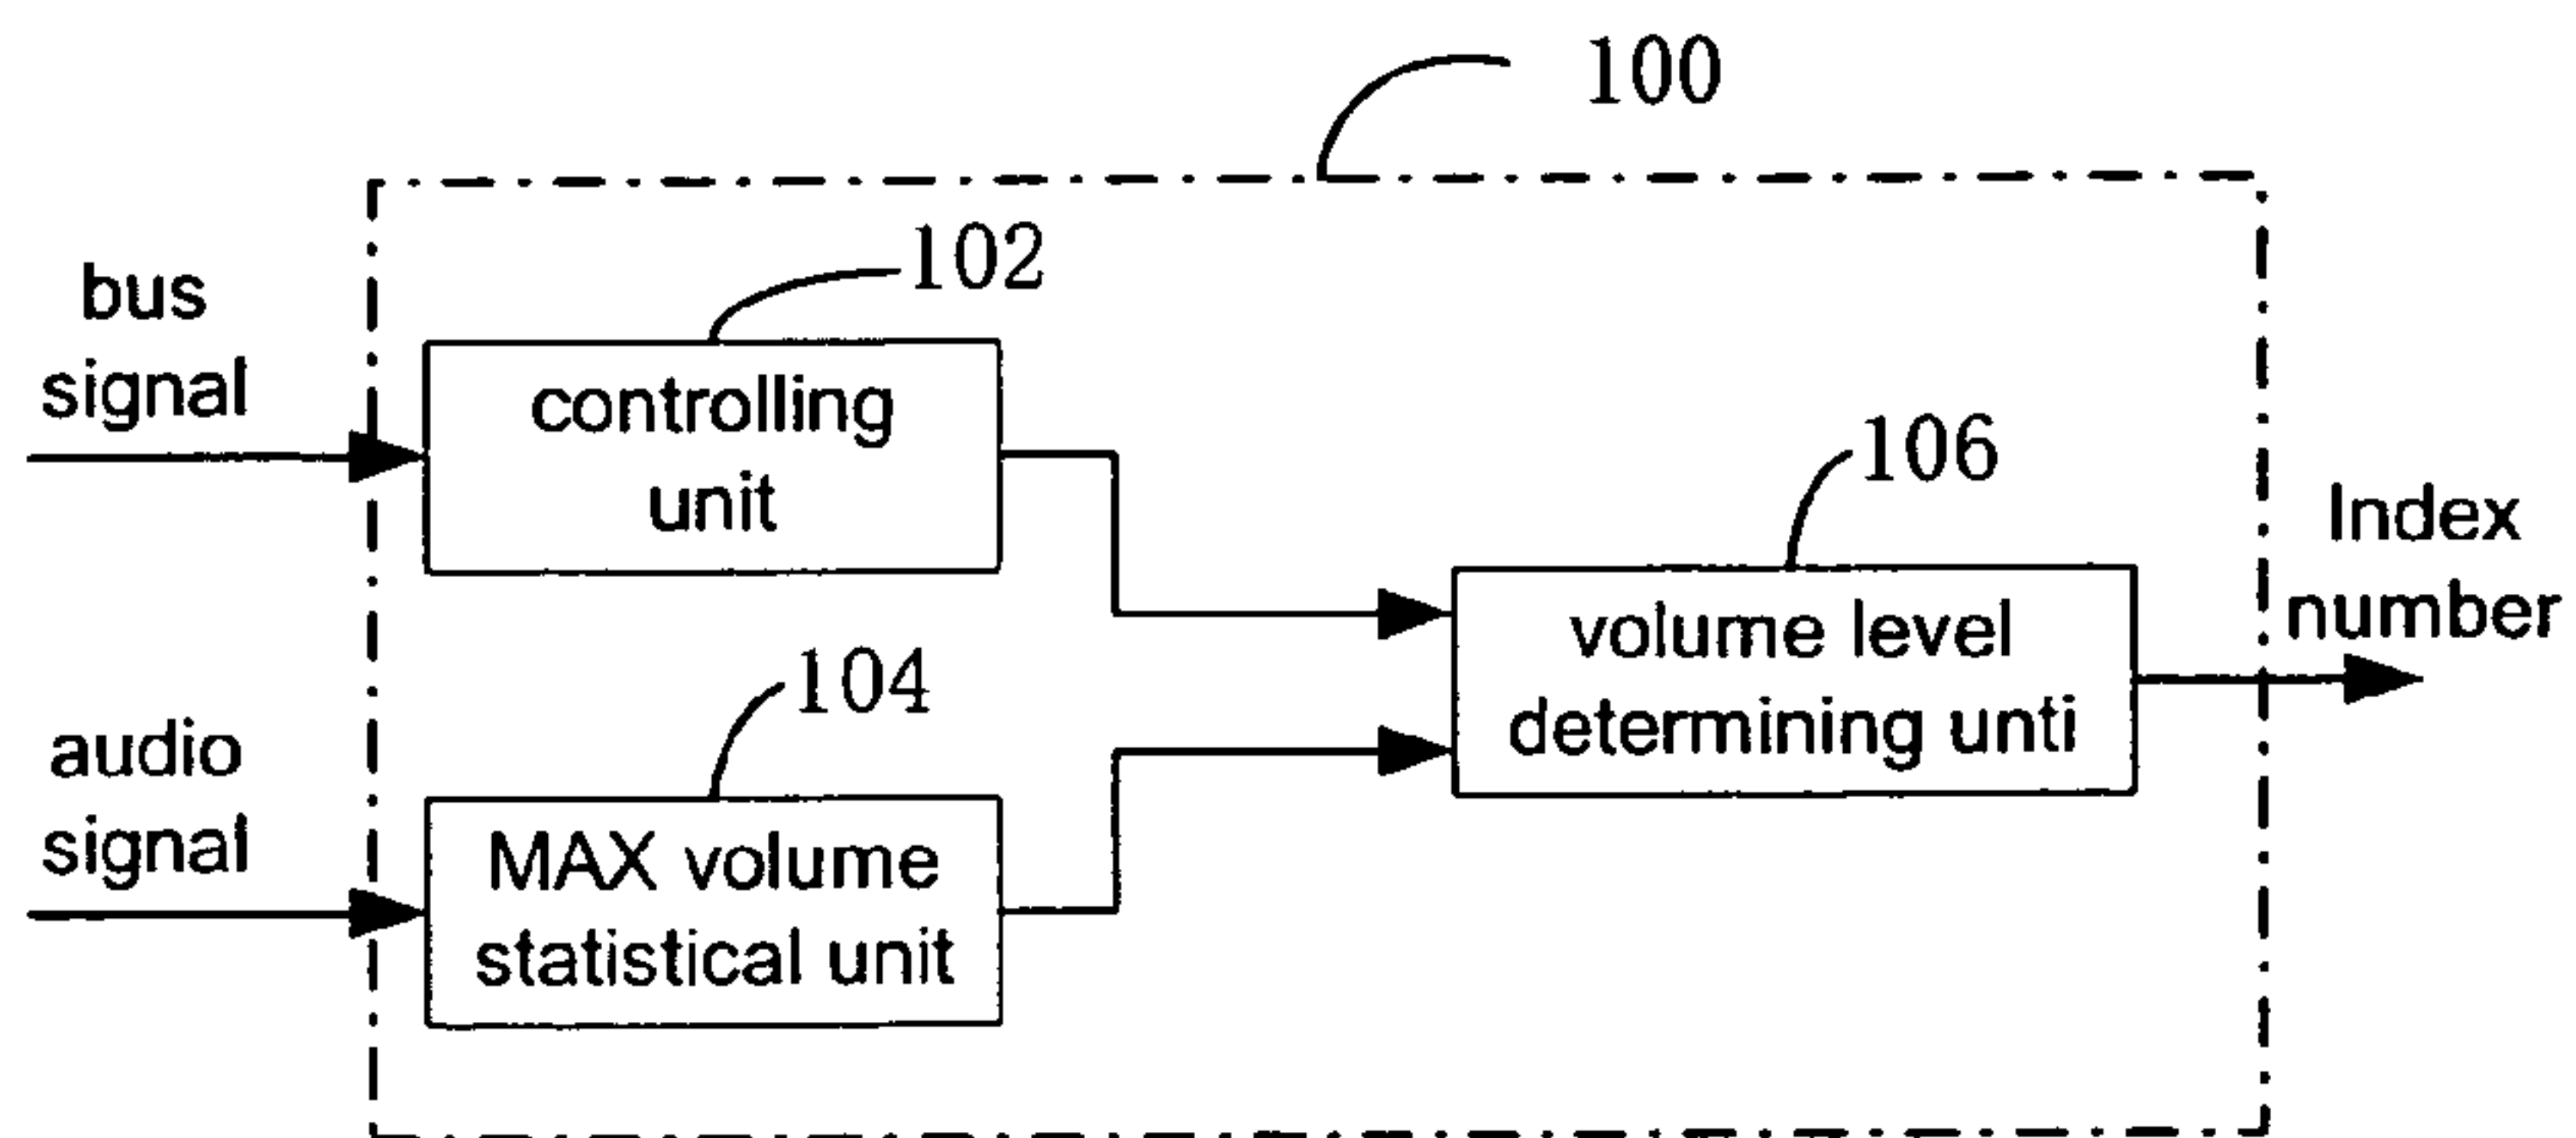 100
102
bus
signal
controlling
unit
106
Index
number
volume level
determining unti
104
audio
signal
MAX volume
statistical unit